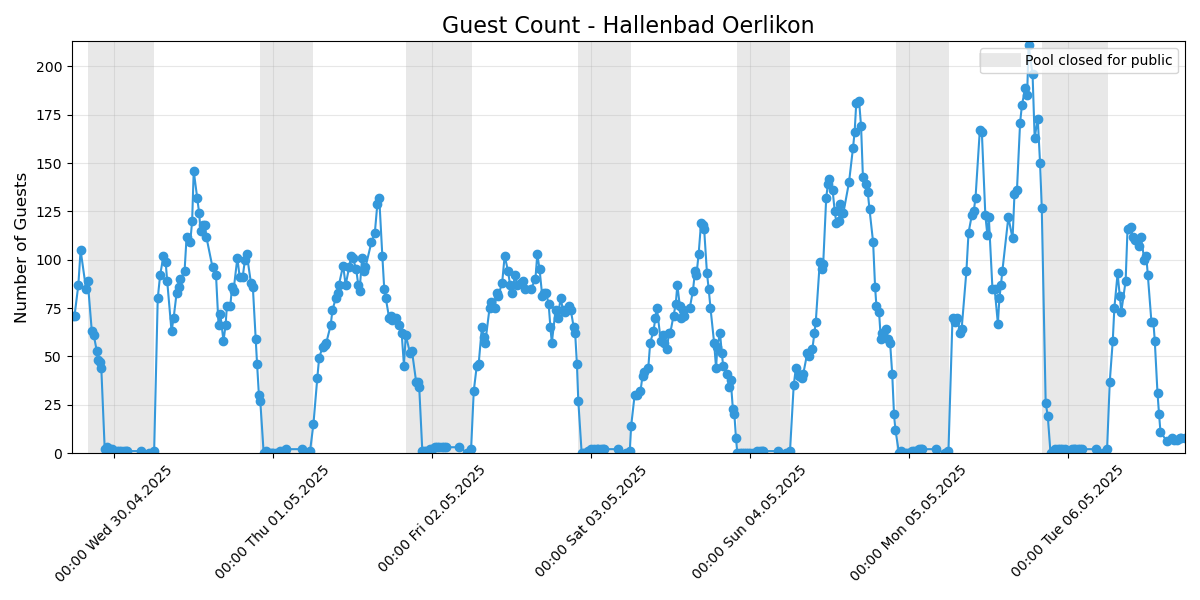 Guest Count - Hallenbad Oerlikon
Pool closed for public
Number of Guests
200
175
150
125
100
75
50
25
0
00:00 Wed 30.04.2025
00:00 Thu 01.05.2025
00:00 Fri 02.05.2025
00:00 Sat 03.05.2025
00:00 Sun 04.05.2025
00:00 Mon 05.05.2025
00:00 Tue 06.05.2025